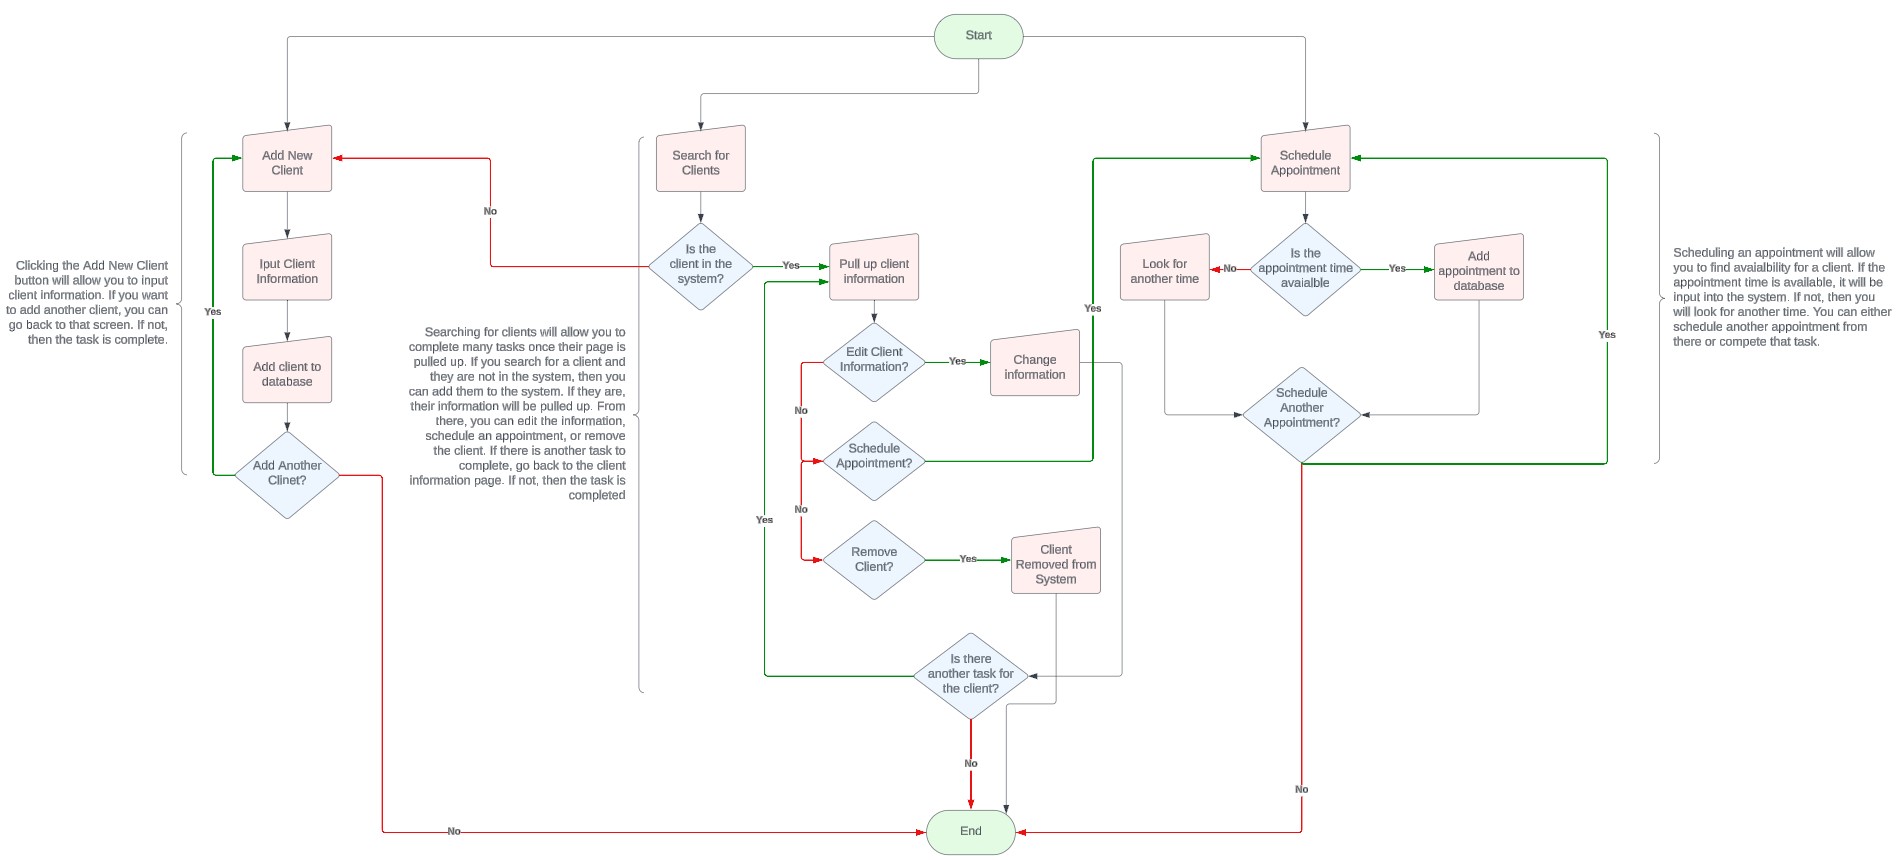 Start
Add New
Client
Search for
Clients
Schedule
Appointment
No
Is the
client in the
system?
Yes
Pull up client
information
Look for
another time
No
Is the
appointment time
avaialble
Yes
Add
appointment to
database
Iput Client
Information
Clicking the Add New Client
button will allow you to input
client information. If you want
to add another client, you can
go back to that screen. If not,
then the task is complete.
Yes
Scheduling an appointment will allow
you to find avaialbility for a client. If the
appointment time is available, it will be
input into the system. If not, then you
will look for another time. You can either
schedule another appointment from
there or compete that task.
Yes
Yes
Searching for clients will allow you to
complete many tasks once their page is
pulled up. If you search for a client and
they are not in the system, then you
can add them to the system. If they are,
their information will be pulled up. From
there, you can edit the information,
schedule an appointment, or remove
the client. If there is another task to
complete, go back to the client
information page. If not, then the task is
completed
Add client to
database
Edit Client
Information?
Yes
Change
information
No
Schedule
Another
Appointment?
Add Another
Clinet?
Schedule
Appointment?
No
Yes
Remove
Client?
Yes
Client
Removed from
System
Is there
another task for
the client?
No
No
No
End